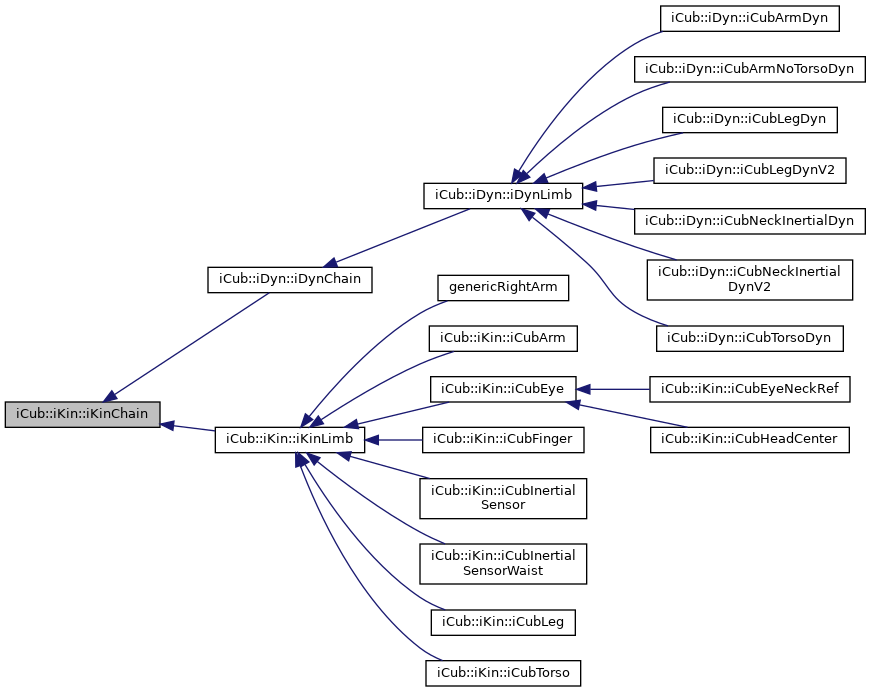 iCub::iDyn::iCubArmDyn
iCub::iDyn::iCubArmNoTorsoDyn
iCub::iDyn::iCubLegDyn
iCub::iDyn::iCubLegDynV2
iCub::iDyn::iDynLimb
iCub::iDyn::iCubNeckInertialDyn
iCub::iDyn::iCubNeckInertial
DynV2
iCub::iDyn::iDynChain
genericRightArm
iCub::iKin::iCubArm
iCub::iDyn::iCubTorsoDyn
iCub::iKin::iCubEye
iCub::iKin::iCubEyeNeckRef
iCub::iKin::iKinChain
iCub::iKin::iKinLimb
iCub::iKin::iCubFinger
iCub::iKin::iCubHeadCenter
iCub::iKin::iCubInertial
Sensor
iCub::iKin::iCubInertial
SensorWaist
iCub::iKin::iCubLeg
iCub::iKin::iCubTorso